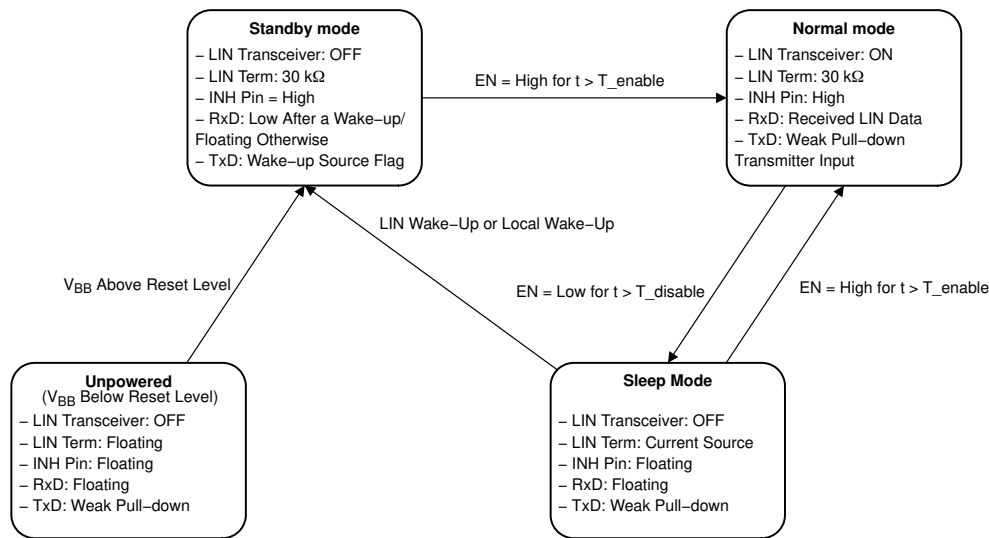 Standby mode
– LIN Transceiver: OFF
– LIN Term: 30 kΩ
– INH Pin = High
– RxD: Low After a Wake–up/
Floating Otherwise
– TxD: Wake–up Source Flag
EN = High for t > T_enable
Normal mode
– LIN Transceiver: ON
– LIN Term: 30 kΩ
– INH Pin: High
– RxD: Received LIN Data
– TxD: Weak Pull–down
Transmitter Input
LIN Wake–Up or Local Wake–Up
VBB Above Reset Level
EN = Low for t > T_disable
EN = High for t > T_enable
Unpowered
(VBB Below Reset Level)
– LIN Transceiver: OFF
– LIN Term: Floating
– INH Pin: Floating
– RxD: Floating
– TxD: Weak Pull–down
Sleep Mode
– LIN Transceiver: OFF
– LIN Term: Current Source
– INH Pin: Floating
– RxD: Floating
– TxD: Weak Pull–down